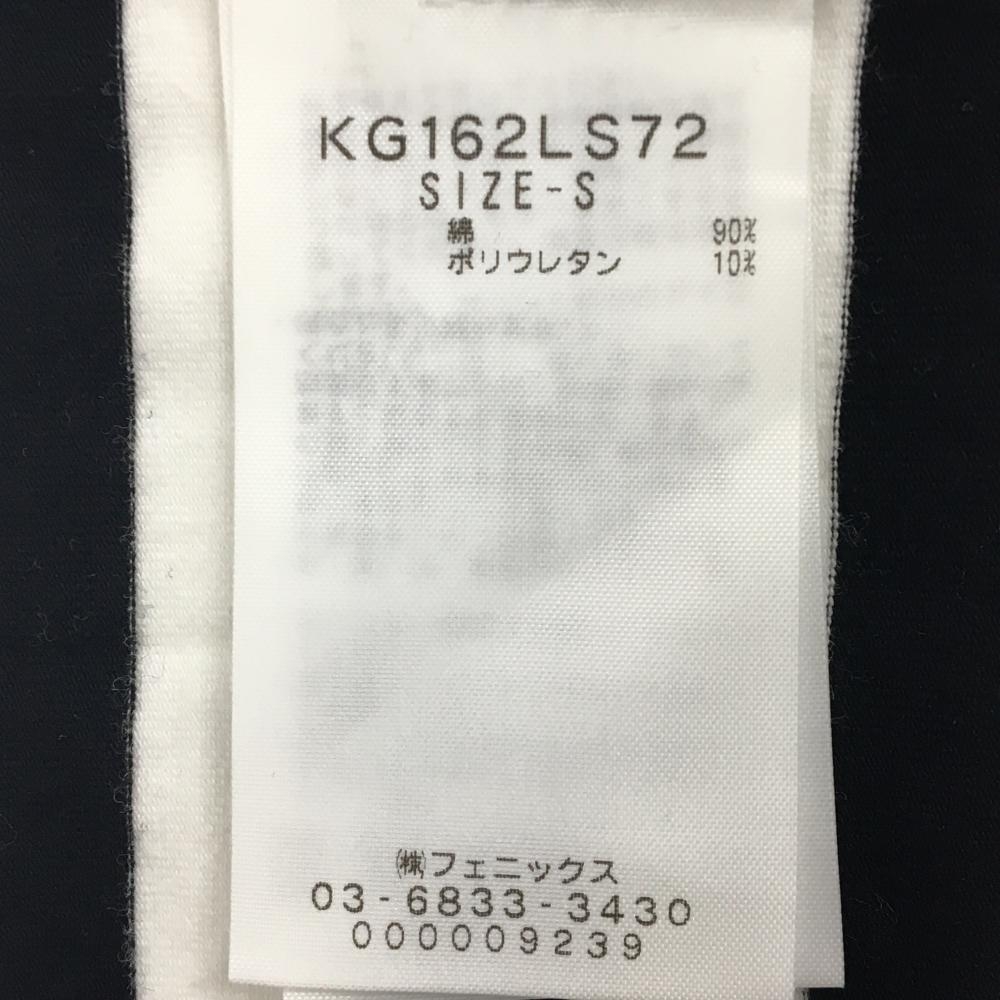 KG162LS72
SIZE-S
綿 90%
ポリウレタン 10%
㈱フェニックス
03-6833-3430
000009239